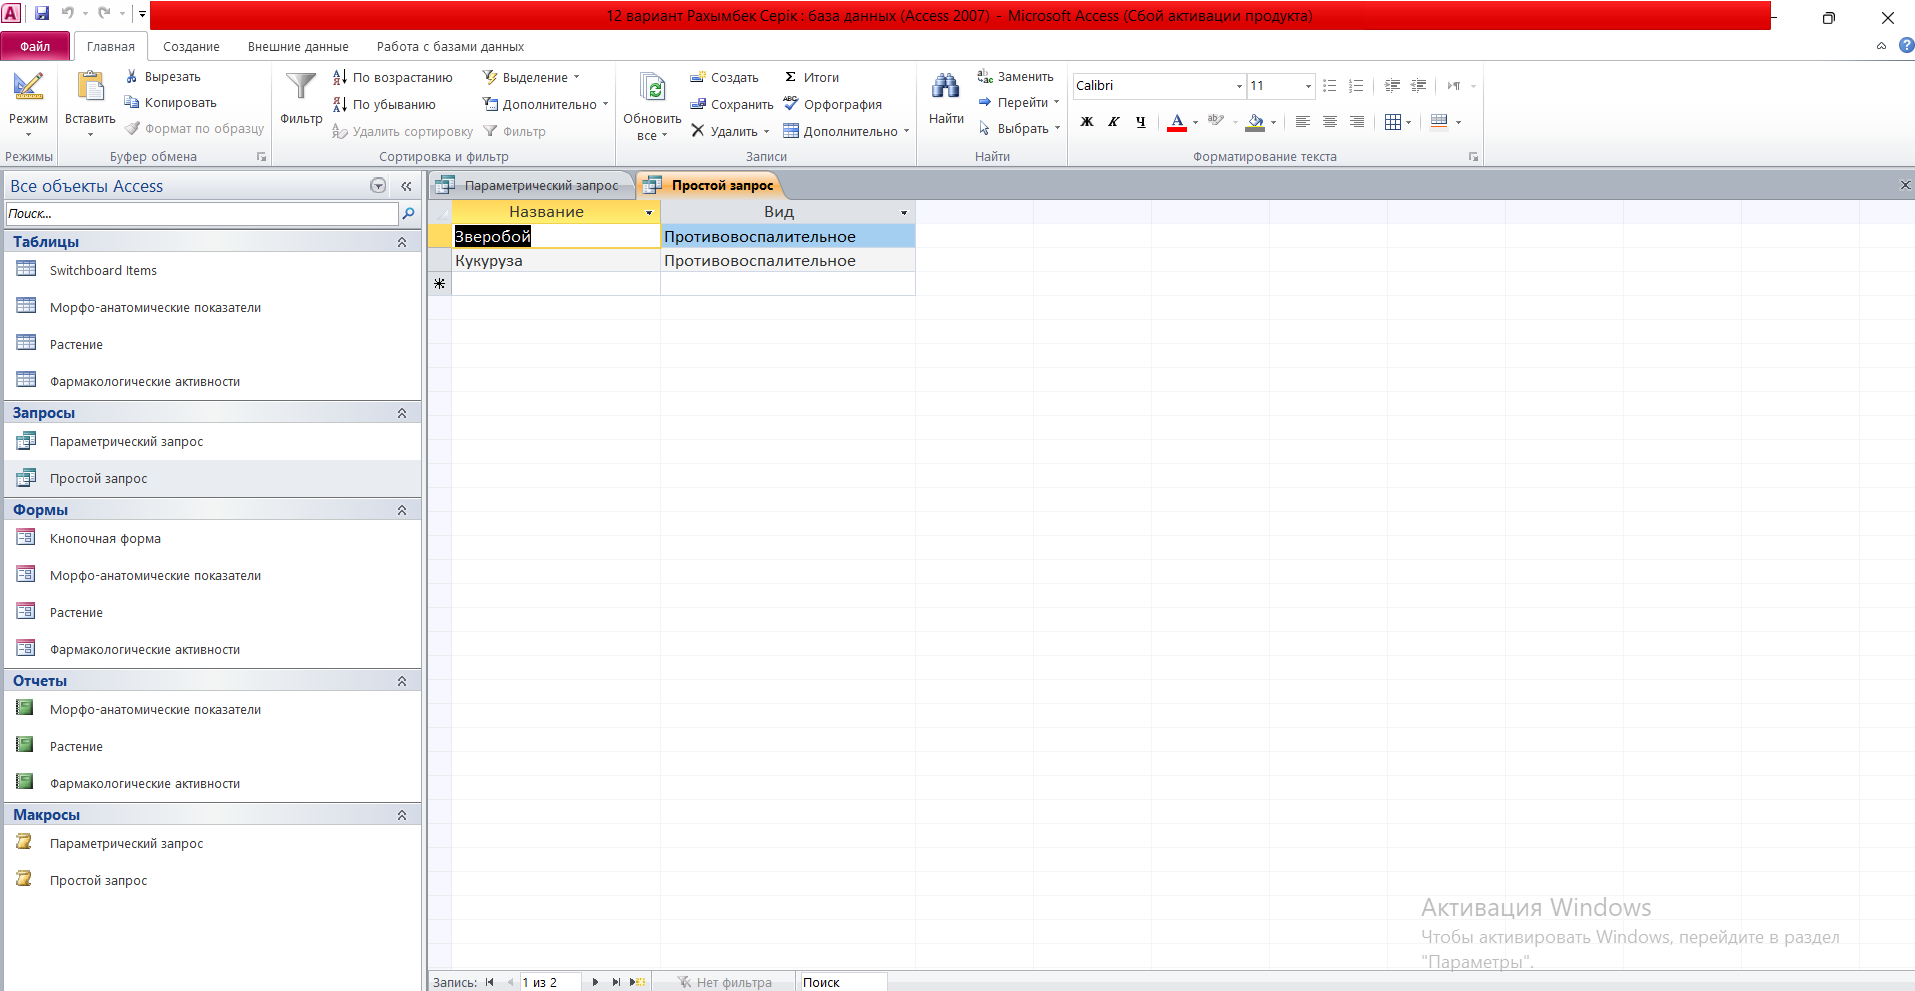 12 вариант Рахымбек Серік : база данных (Access 2007) - Microsoft Access (Сбой активации продукта)
Файл Главная Создание Внешние данные Работа с базами данных
Режим
Режимы
Вставить
Вырезать
Копировать
Формат по образцу
Буфер обмена
Фильтр
По возрастанию
По убыванию
Удалить сортировку
Выделение
Дополнительно
Фильтр
Сортировка и фильтр
Обновить
все
Создать
Сохранить
Удалить
Σ Итоги
Орфография
Дополнительно
Записи
Найти
Заменить
Перейти
Выбрать
Найти
Calibri 11
Ж К Ч А
Форматирование текста
Все объекты Access
Поиск...
Таблицы
Switchboard Items
Морфо-анатомические показатели
Растение
Фармакологические активности
Запросы
Параметрический запрос
Простой запрос
Формы
Кнопочная форма
Морфо-анатомические показатели
Растение
Фармакологические активности
Отчеты
Морфо-анатомические показатели
Растение
Фармакологические активности
Макросы
Параметрический запрос
Простой запрос
Параметрический запрос Простой запрос
Название Вид
Зверобой Противовоспалительное
Кукуруза Противовоспалительное
Активация Windows
Чтобы активировать Windows, перейдите в раздел
"Параметры".
Запись: 1 из 2 Нет фильтра Поиск